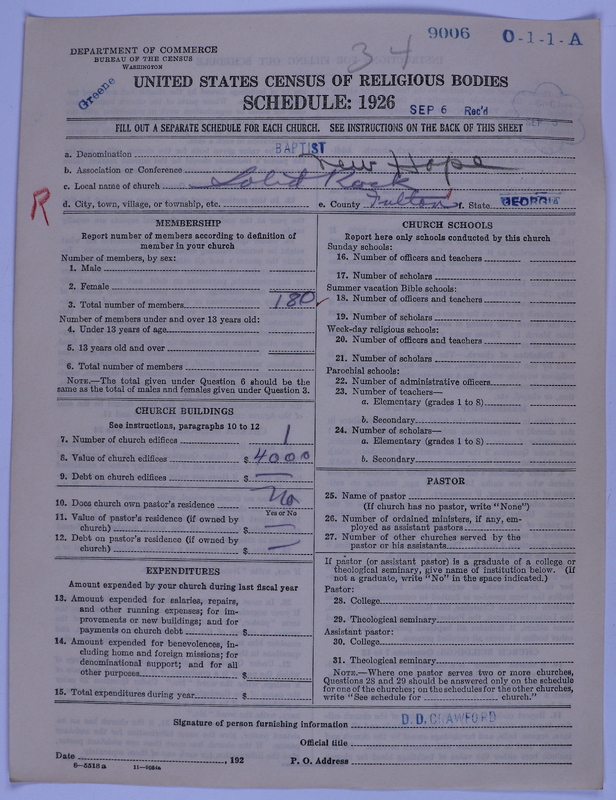 9006 O-1-1-A
34
DEPARTMENT OF COMMERCE
BUREAU OF THE CENSUS
WASHINGTON
Greene
UNITED STATES CENSUS OF RELIGIOUS BODIES
SCHEDULE: 1926 SEP 6 Rec'd
FILL OUT A SEPARATE SCHEDULE FOR EACH CHURCH. SEE INSTRUCTIONS ON THE BACK OF THIS SHEET
a. Denomination BAPTIST
b. Association or Conference New Hope
c. Local name of church Solid Rock
R
d. City, town, village, or township, etc. e. County Fulton f. State GEORGIA
MEMBERSHIP
Report number of members according to definition of
member in your church
Number of members, by sex:
1. Male
2. Female
3. Total number of members 180
Number of members under and over 13 years old:
4. Under 13 years of age
5. 13 years old and over
6. Total number of members
NOTE.—The total given under Question 6 should be the
same as the total of males and females given under Question 3.
CHURCH BUILDINGS
See instructions, paragraphs 10 to 12
7. Number of church edifices 1
8. Value of church edifices $ 4000
9. Debt on church edifices $ —
10. Does church own pastor's residence No
Yes or No
11. Value of pastor's residence (if owned by
church) $ —
12. Debt on pastor's residence (if owned by
church) $ —
EXPENDITURES
Amount expended by your church during last fiscal year
13. Amount expended for salaries, repairs,
and other running expenses; for im-
provements or new buildings; and for
payments on church debt $
14. Amount expended for benevolences, in-
cluding home and foreign missions; for
denominational support; and for all
other purposes $
15. Total expenditures during year $
CHURCH SCHOOLS
Report here only schools conducted by this church
Sunday schools:
16. Number of officers and teachers
17. Number of scholars
Summer vacation Bible schools:
18. Number of officers and teachers
19. Number of scholars
Week-day religious schools:
20. Number of officers and teachers
21. Number of scholars
Parochial schools:
22. Number of administrative officers
23. Number of teachers—
a. Elementary (grades 1 to 8)
b. Secondary
24. Number of scholars—
a. Elementary (grades 1 to 8)
b. Secondary
PASTOR
25. Name of pastor
(If church has no pastor, write "None")
26. Number of ordained ministers, if any, em-
ployed as assistant pastors
27. Number of other churches served by the
pastor or his assistants
If pastor (or assistant pastor) is a graduate of a college or
theological seminary, give name of institution below. (If
not a graduate, write "No" in the space indicated.)
Pastor:
28. College
29. Theological seminary
Assistant pastor:
30. College
31. Theological seminary
NOTE.—Where one pastor serves two or more churches,
Questions 28 and 29 should be answered only on the schedule
for one of the churches; on the schedules for the other churches,
write "See schedule for church."
Signature of person furnishing information D. D. CRAWFORD
Official title
Date , 192 P. O. Address